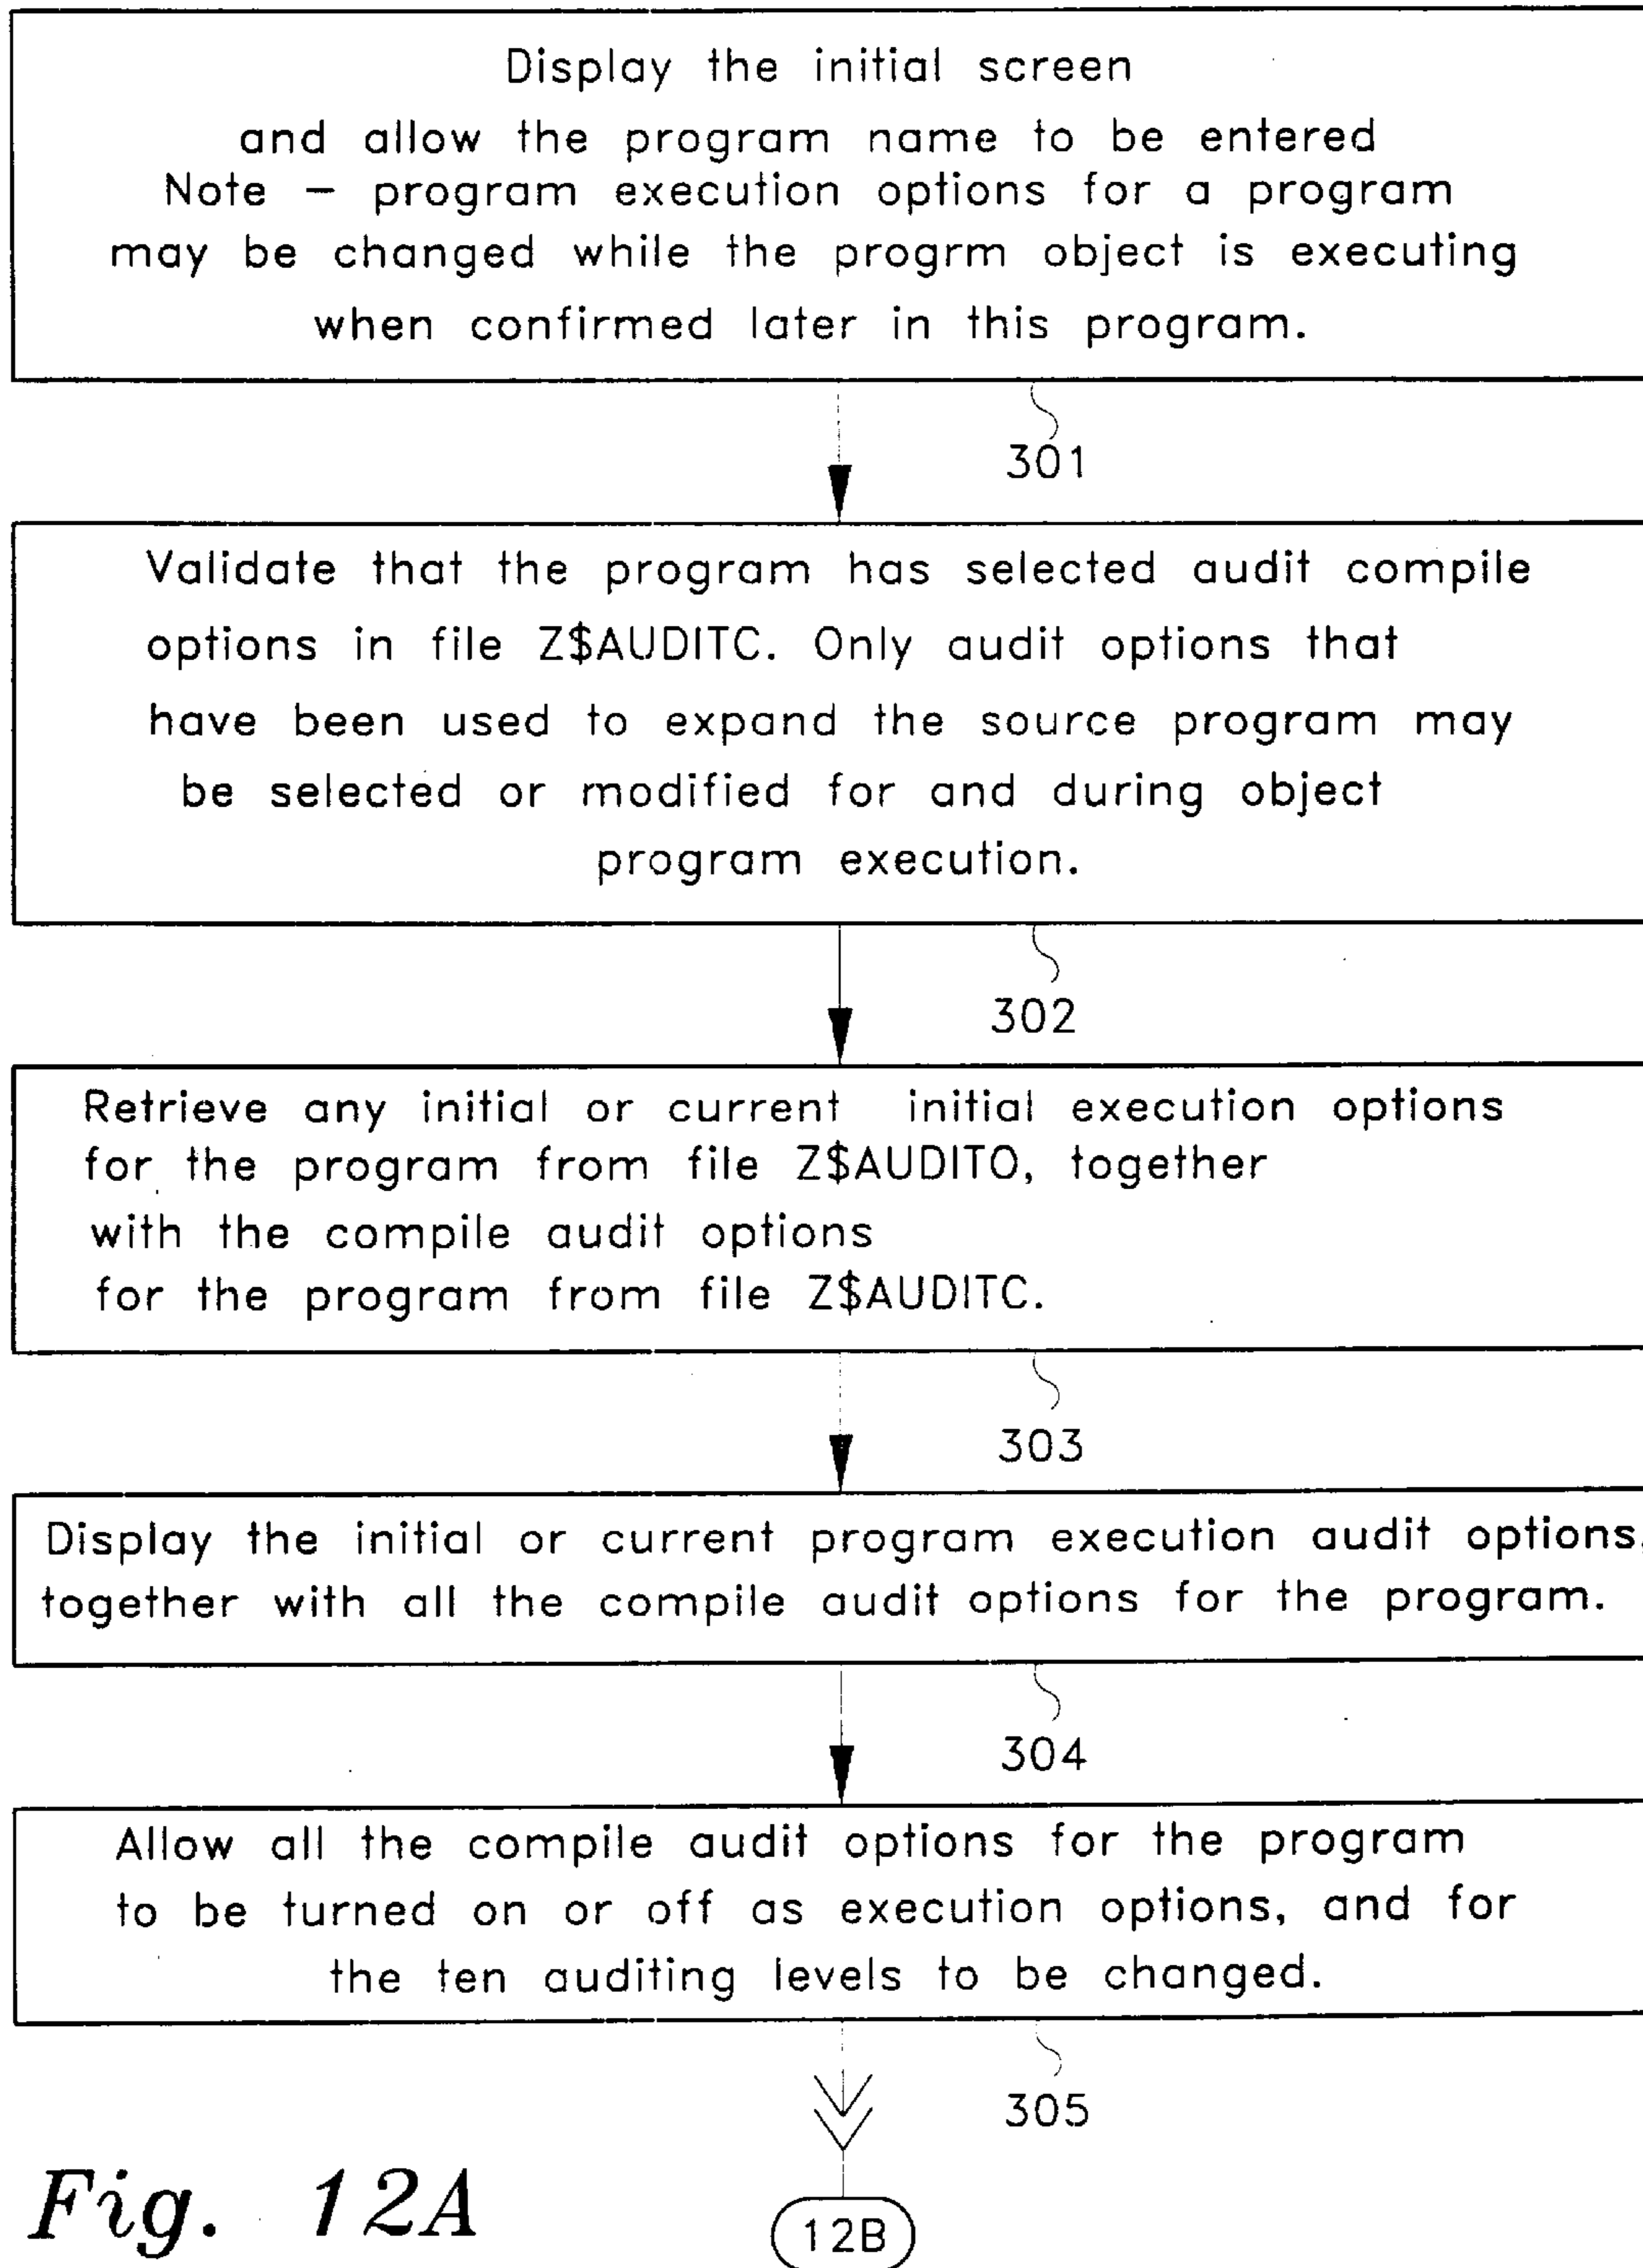 Display the initial screen
and allow the program name to be entered
Note – program execution options for a program
may be changed while the progrm object is executing
when confirmed later in this program.
301
Validate that the program has selected audit compile
options in file Z$AUDITC. Only audit options that
have been used to expand the source program may
be selected or modified for and during object
program execution.
302
Retrieve any initial or current initial execution options
for the program from file Z$AUDITO, together
with the compile audit options
for the program from file Z$AUDITC.
303
Display the initial or current program execution audit options,
together with all the compile audit options for the program.
304
Allow all the compile audit options for the program
to be turned on or off as execution options, and for
the ten auditing levels to be changed.
305
Fig. 12A
12B